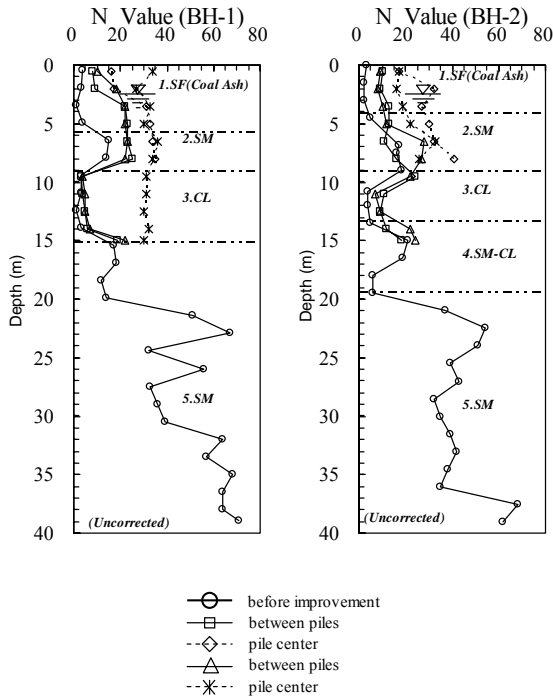 N Value (BH-1)
0 20 40 60 80
0
5
10
15
20
25
30
35
40
Depth (m)
1.SF(Coal Ash)
2.SM
3.CL
5.SM
(Uncorrected)
N Value (BH-2)
0 20 40 60 80
0
5
10
15
20
25
30
35
40
Depth (m)
1.SF(Coal Ash)
2.SM
3.CL
4.SM-CL
5.SM
(Uncorrected)
before improvement
between piles
pile center
between piles
pile center